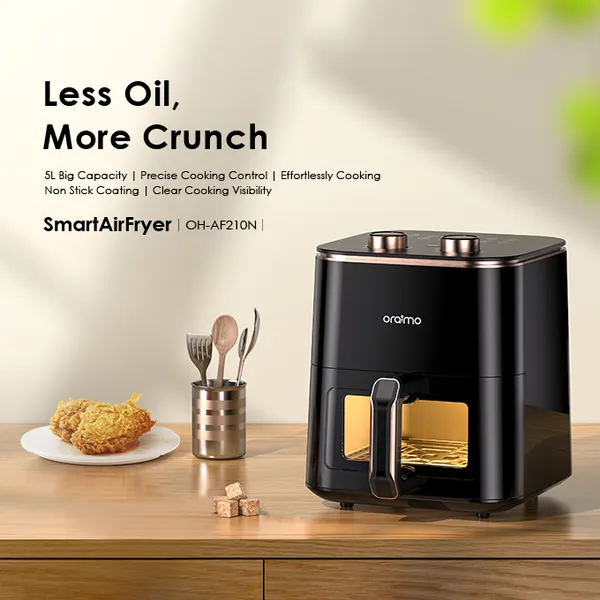 Less Oil,
More Crunch
5L Big Capacity | Precise Cooking Control | Effortlessly Cooking
Non Stick Coating | Clear Cooking Visibility
SmartAirFryer | OH-AF210N |
oraimo